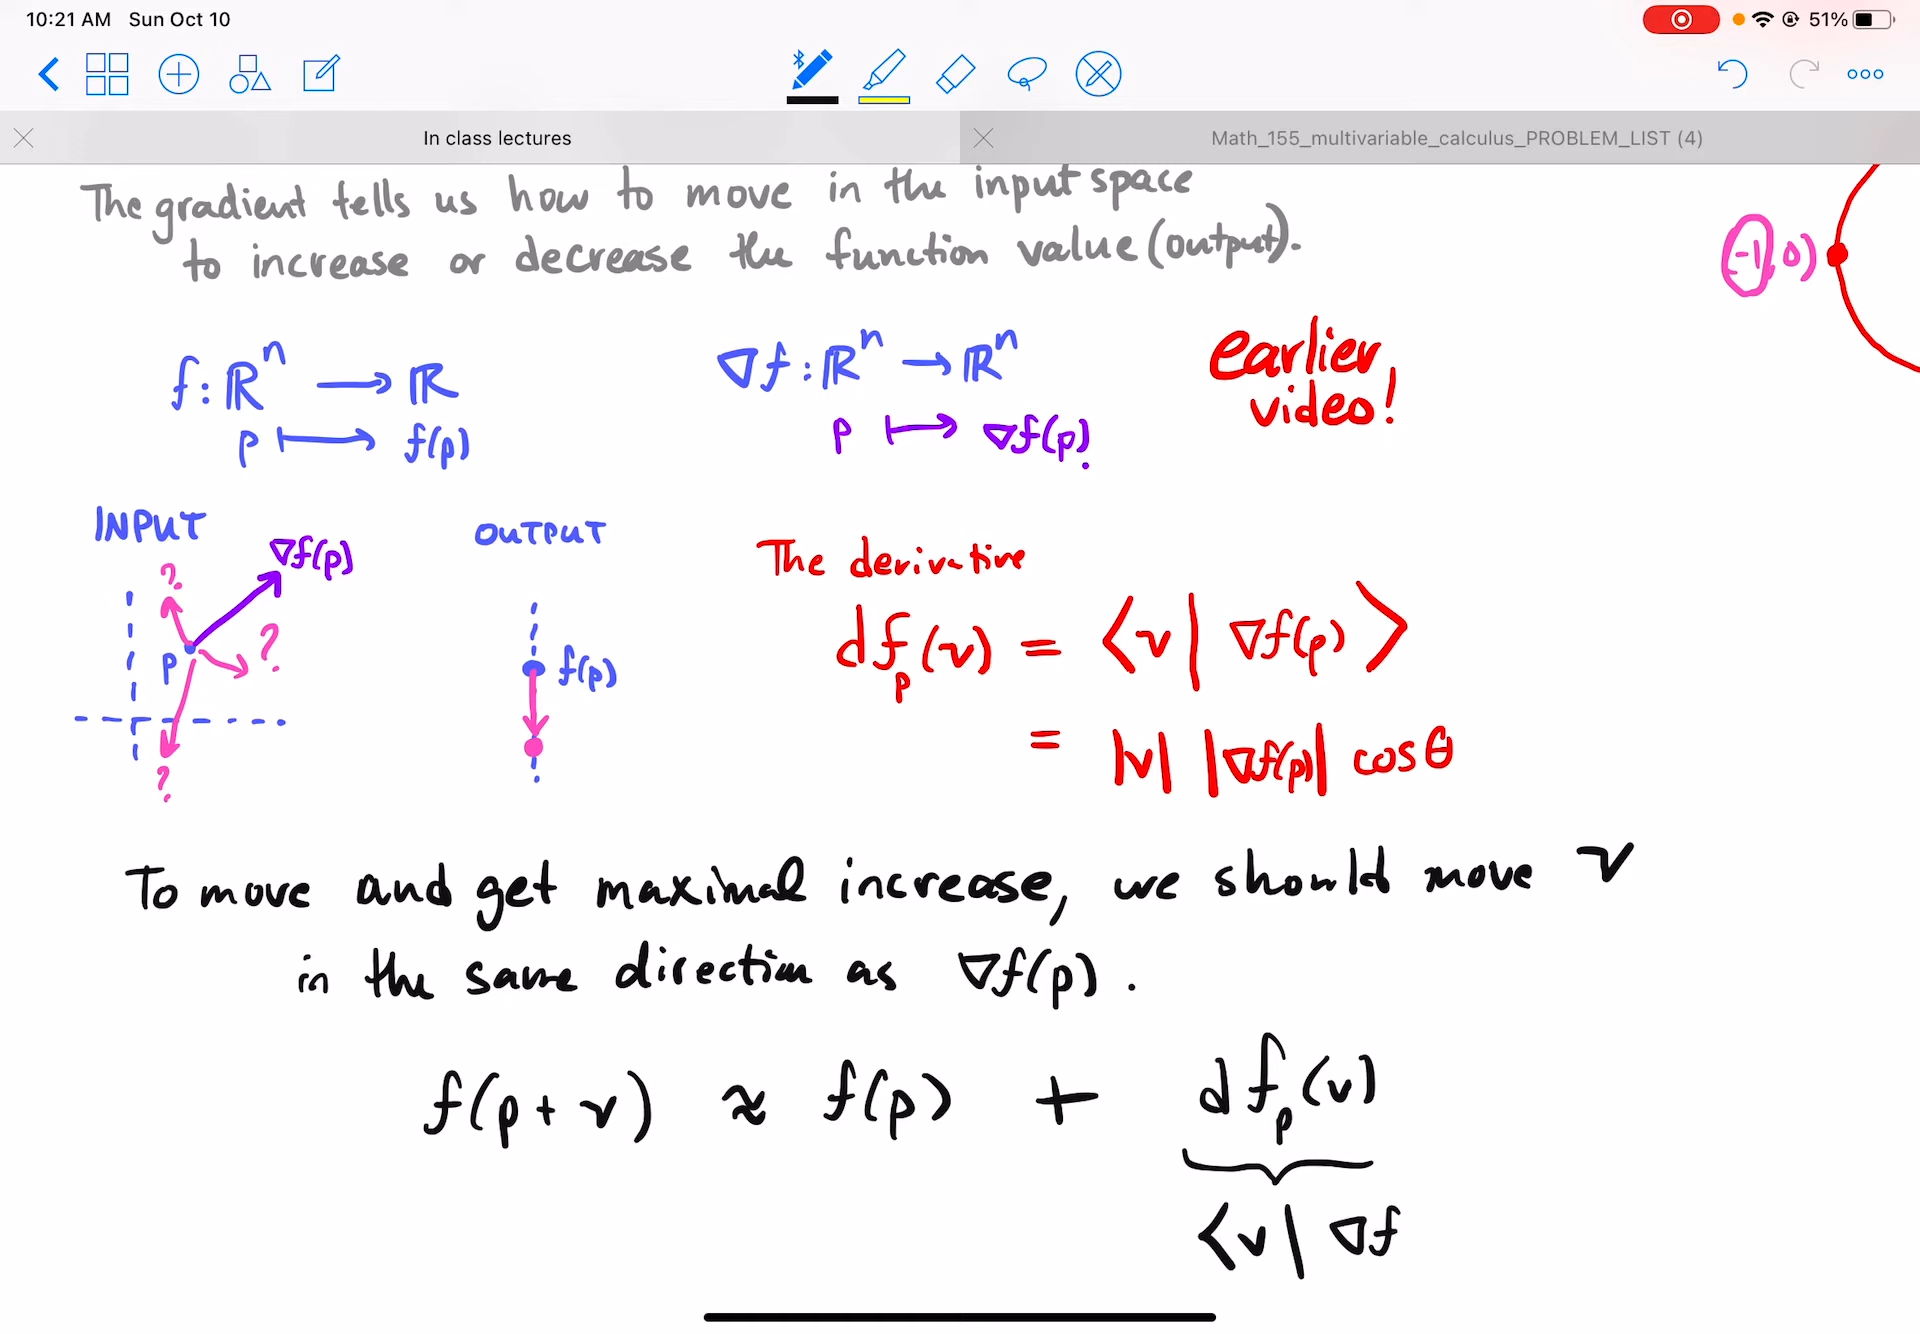 10:21 AM Sun Oct 10
51%
In class lectures
Math_155_multivariable_calculus_PROBLEM_LIST (4)
The gradient tells us how to move in the input space
to increase or decrease the function value (output).
(-1,0)
f: ℝⁿ ⟶ ℝ
p ⟼ f(p)
∇f: ℝⁿ → ℝⁿ
p ⟼ ∇f(p).
earlier
video!
INPUT
∇f(p)
?
?
p
?
OUTPUT
f(p)
The derivative
df_p(v) = ⟨v| ∇f(p)⟩
= |v| |∇f(p)| cos θ
To move and get maximal increase, we should move v
in the same direction as ∇f(p).
f(p+v) ≈ f(p) + df_p(v)
⟨v| ∇f